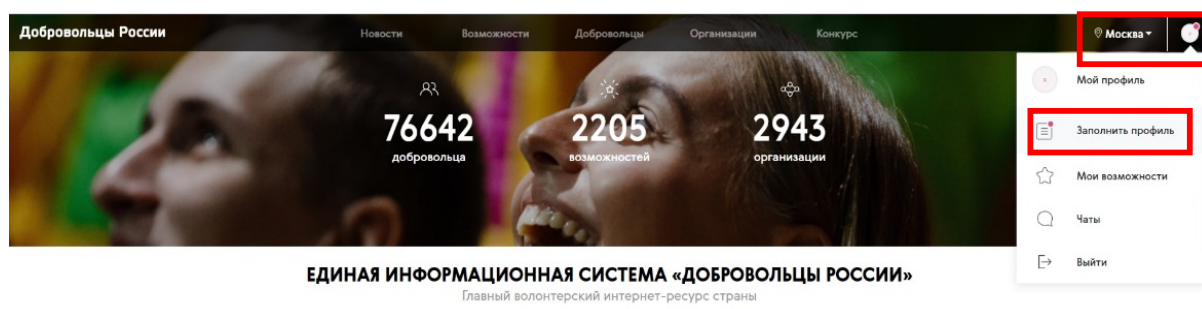 Добровольцы России
Новости
Возможности
Добровольцы
Организации
Конкурс
Москва
76642
добровольца
2205
возможностей
2943
организации
Мой профиль
Заполнить профиль
Мои возможности
Чаты
Выйти
ЕДИНАЯ ИНФОРМАЦИОННАЯ СИСТЕМА «ДОБРОВОЛЬЦЫ РОССИИ»
Главный волонтерский интернет-ресурс страны